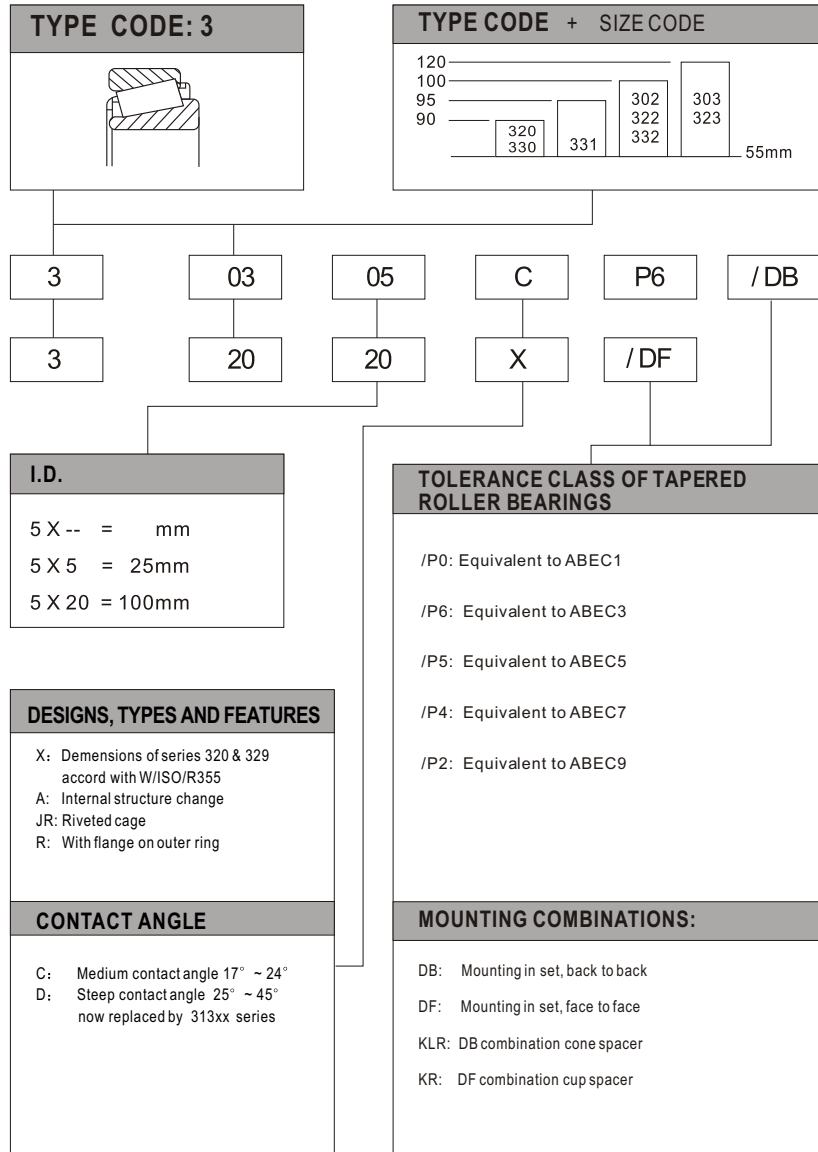 TYPE CODE: 3
TYPE CODE + SIZE CODE
120
100
95
90
320
330
331
302
322
332
303
323
55mm
3 03 05 C P6 / DB
3 20 20 X / DF
I.D.
5 X -- = mm
5 X 5 = 25mm
5 X 20 = 100mm
TOLERANCE CLASS OF TAPERED
ROLLER BEARINGS
/P0: Equivalent to ABEC1
/P6: Equivalent to ABEC3
/P5: Equivalent to ABEC5
/P4: Equivalent to ABEC7
/P2: Equivalent to ABEC9
DESIGNS, TYPES AND FEATURES
X: Demensions of series 320 & 329
accord with W/ISO/R355
A: Internal structure change
JR: Riveted cage
R: With flange on outer ring
CONTACT ANGLE
C: Medium contact angle 17° ~ 24°
D: Steep contact angle 25° ~ 45°
now replaced by 313xx series
MOUNTING COMBINATIONS:
DB: Mounting in set, back to back
DF: Mounting in set, face to face
KLR: DB combination cone spacer
KR: DF combination cup spacer